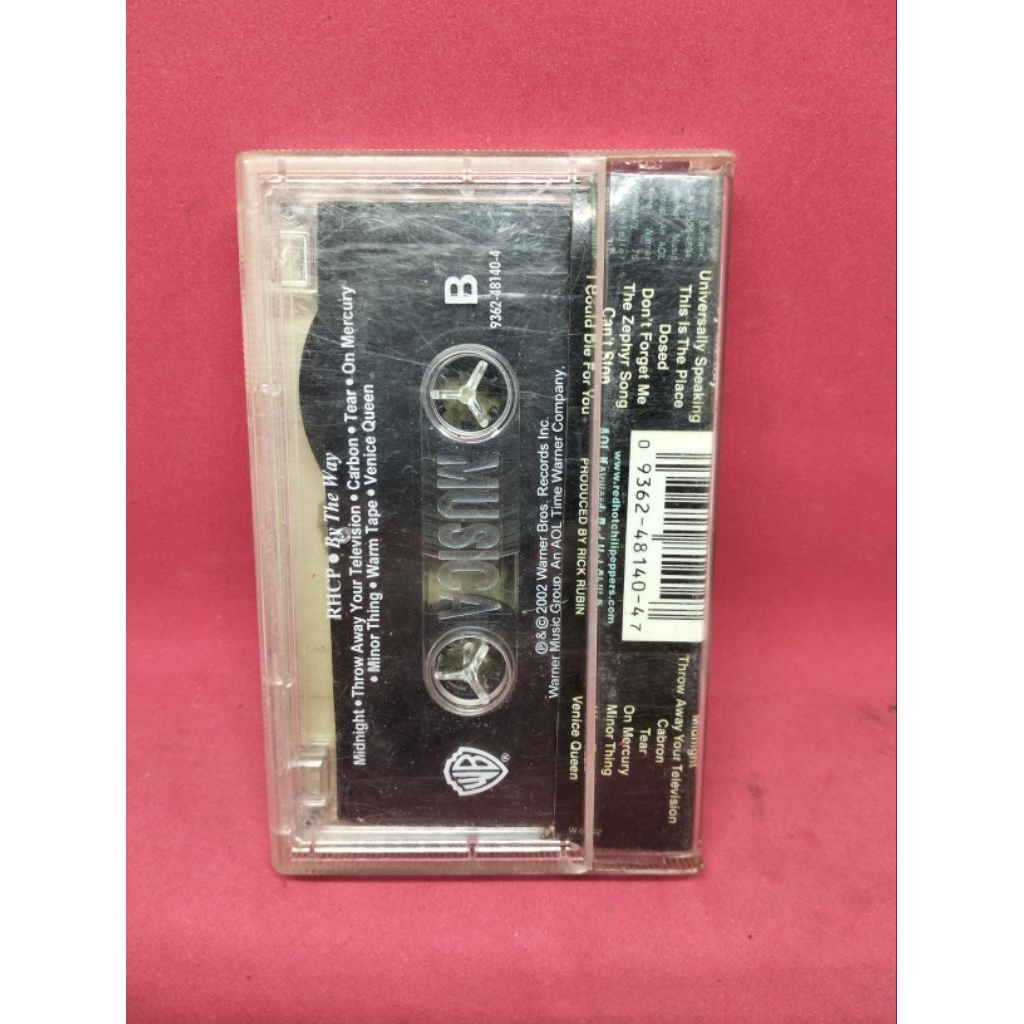 B
9362-48140-4
RHCP • By The Way
Midnight • Throw Away Your Television • Carbon • Tear • On Mercury
• Minor Thing • Warm Tape • Venice Queen
MUSICA
℗ & © 2002 Warner Bros. Records Inc.
Warner Music Group, An AOL Time Warner Company.
WB®
Universally Speaking
This Is The Place
Dosed
Don't Forget Me
The Zephyr Song
Can't Stop
I Could Die For You
0 9362-48140-4 7
www.redhotchilipeppers.com
PRODUCED BY RICK RUBIN
Midnight
Throw Away Your Television
Cabron
Tear
On Mercury
Minor Thing
Venice Queen